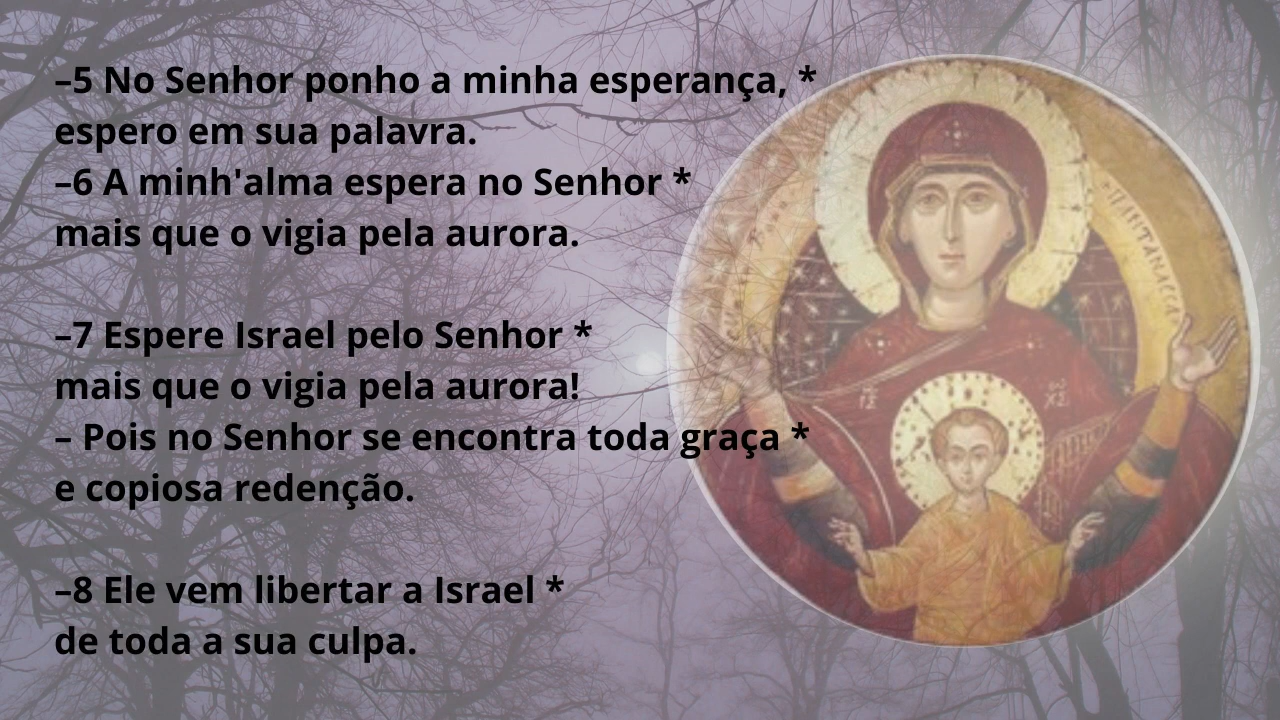 –5 No Senhor ponho a minha esperança, *
espero em sua palavra.
–6 A minh'alma espera no Senhor *
mais que o vigia pela aurora.
–7 Espere Israel pelo Senhor *
mais que o vigia pela aurora!
– Pois no Senhor se encontra toda graça *
e copiosa redenção.
–8 Ele vem libertar a Israel *
de toda a sua culpa.